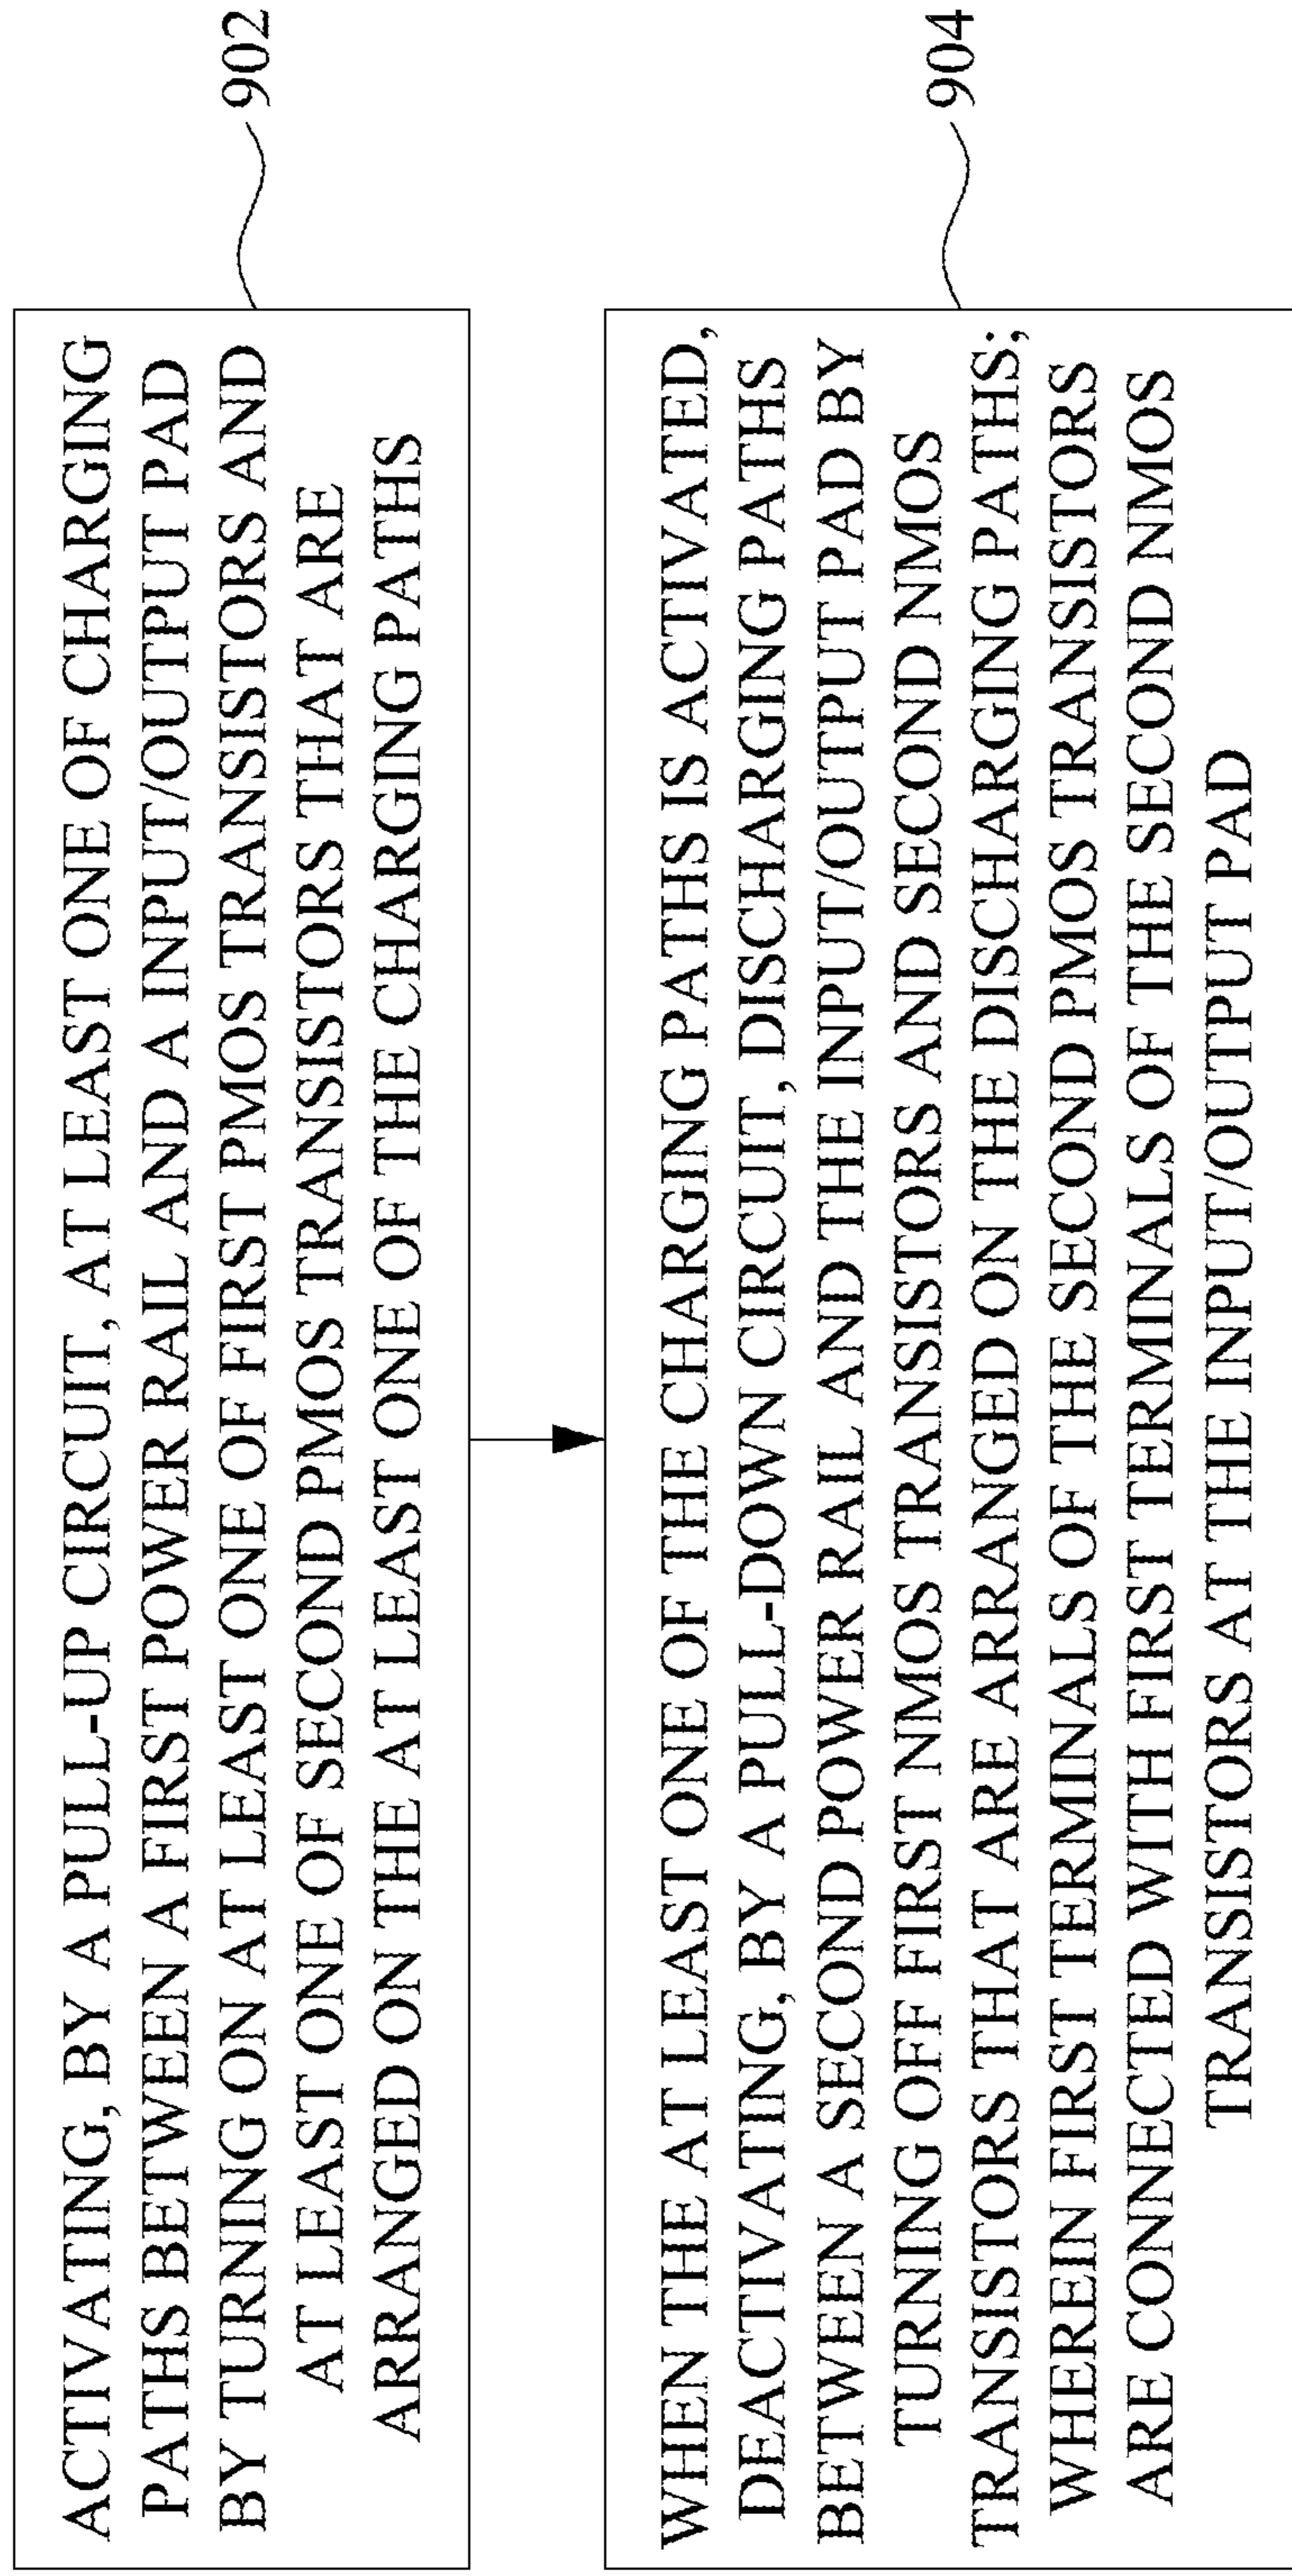 ACTIVATING, BY A PULL-UP CIRCUIT, AT LEAST ONE OF CHARGING
PATHS BETWEEN A FIRST POWER RAIL AND A INPUT/OUTPUT PAD
BY TURNING ON AT LEAST ONE OF FIRST PMOS TRANSISTORS AND
AT LEAST ONE OF SECOND PMOS TRANSISTORS THAT ARE
ARRANGED ON THE AT LEAST ONE OF THE CHARGING PATHS
902
WHEN THE AT LEAST ONE OF THE CHARGING PATHS IS ACTIVATED,
DEACTIVATING, BY A PULL-DOWN CIRCUIT, DISCHARGING PATHS
BETWEEN A SECOND POWER RAIL AND THE INPUT/OUTPUT PAD BY
TURNING OFF FIRST NMOS TRANSISTORS AND SECOND NMOS
TRANSISTORS THAT ARE ARRANGED ON THE DISCHARGING PATHS;
WHEREIN FIRST TERMINALS OF THE SECOND PMOS TRANSISTORS
ARE CONNECTED WITH FIRST TERMINALS OF THE SECOND NMOS
TRANSISTORS AT THE INPUT/OUTPUT PAD
904